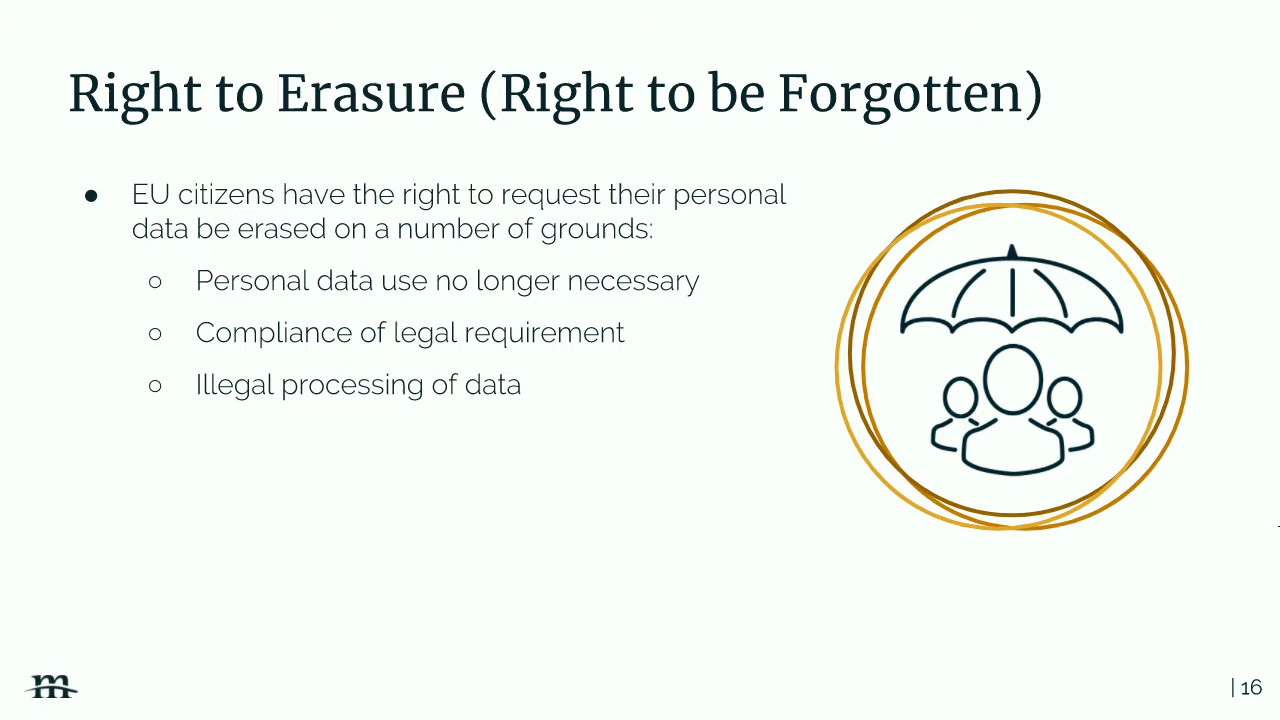 Right to Erasure (Right to be Forgotten)
● EU citizens have the right to request their personal
data be erased on a number of grounds:
○ Personal data use no longer necessary
○ Compliance of legal requirement
○ Illegal processing of data
m
| 16